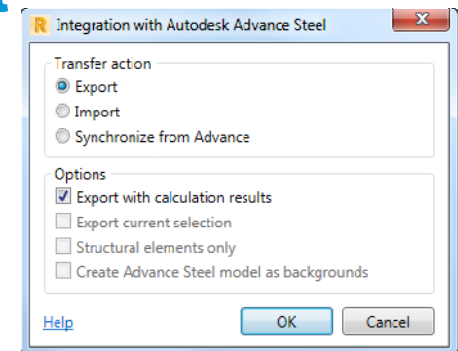 Integration with Autodesk Advance Steel
Transfer action
Export
Import
Synchronize from Advance
Options
Export with calculation results
Export current selection
Structural elements only
Create Advance Steel model as backgrounds
Help
OK
Cancel